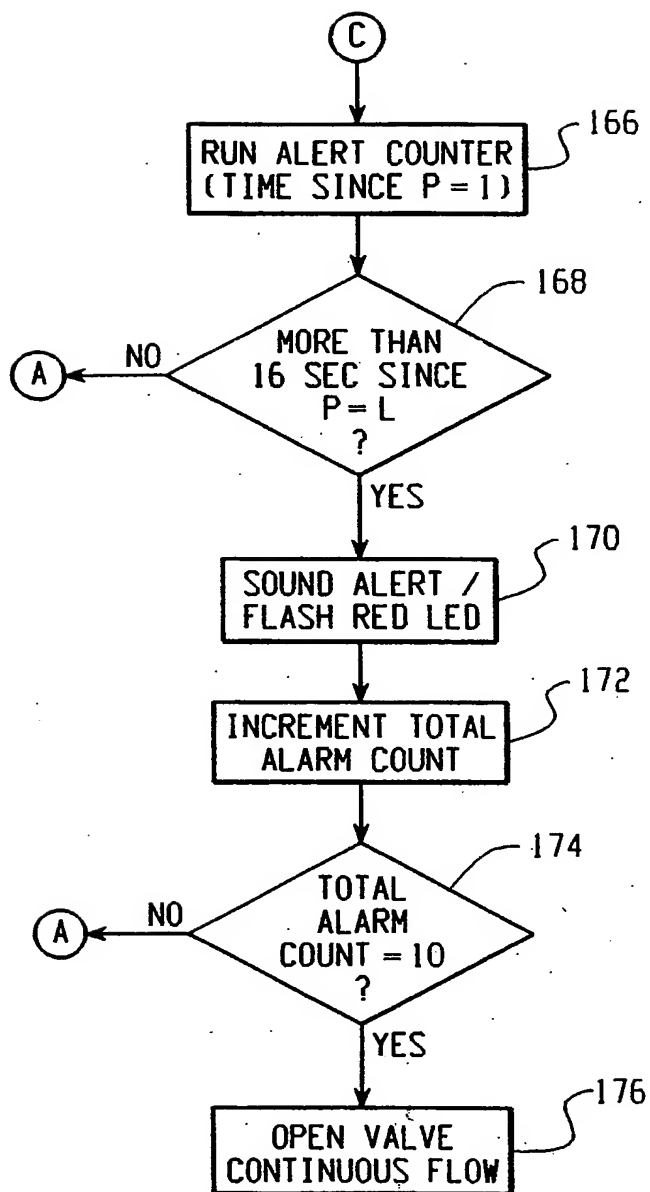 C
RUN ALERT COUNTER
(TIME SINCE P = 1)
166
168
MORE THAN
16 SEC SINCE
P = L
?
NO
A
YES
170
SOUND ALERT /
FLASH RED LED
172
INCREMENT TOTAL
ALARM COUNT
174
TOTAL
ALARM
COUNT = 10
?
NO
A
YES
176
OPEN VALVE
CONTINUOUS FLOW